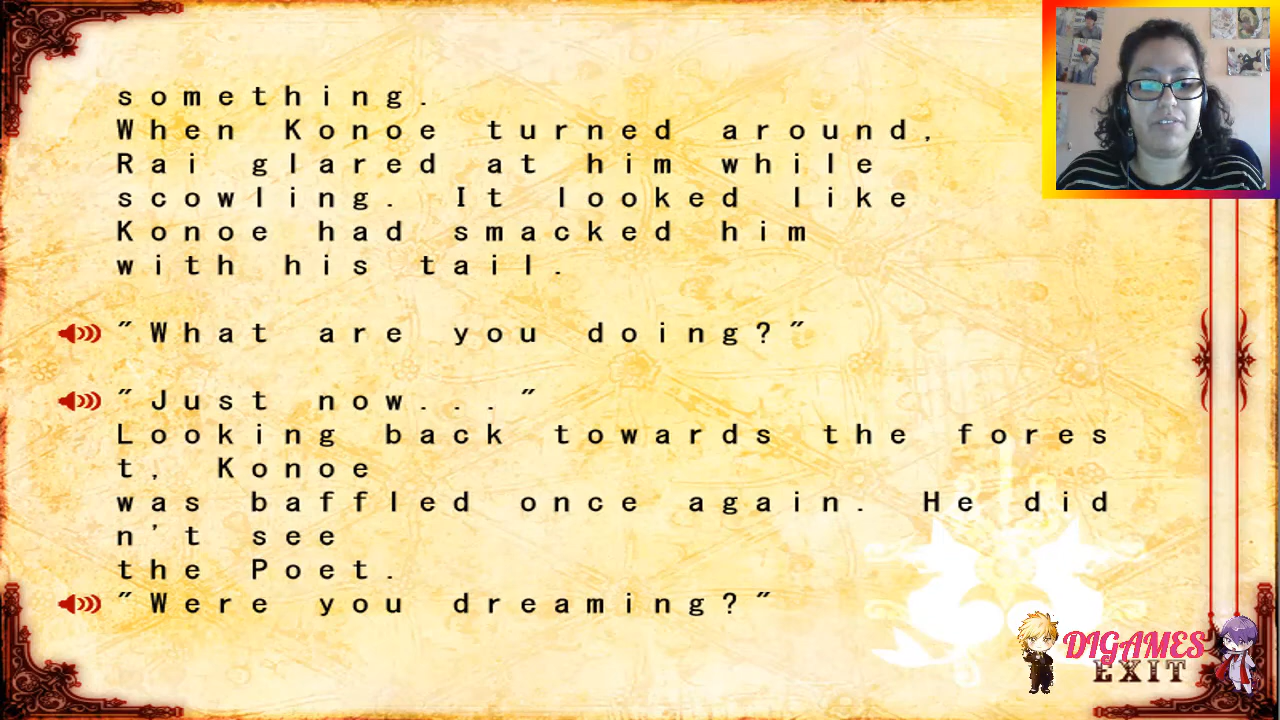 something.
When Konoe turned around,
Rai glared at him while
scowling. It looked like
Konoe had smacked him
with his tail.
"What are you doing?"
"Just now..."
Looking back towards the fores
t, Konoe
was baffled once again. He did
n't see
the Poet.
"Were you dreaming?"
DIGAMES
EXIT